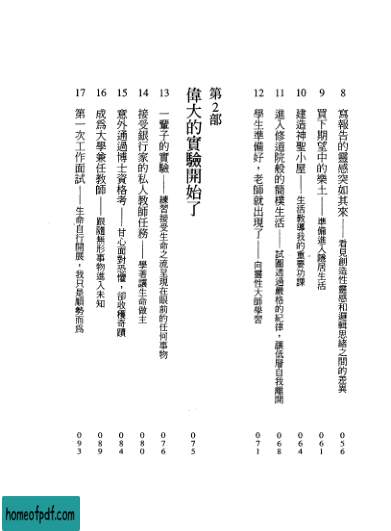 8 寫報告的靈感突如其來——看見創造性靈感和邏輯思緒之間的差異 056
9 買下期望中的樂土——準備進入隱居生活 061
10 建造神聖小屋——生活教導我的重要功課 064
11 進入修道院般的簡樸生活——試圖透過嚴格的紀律,讓低層自我離開 068
12 學生準備好,老師就出現了——向靈性大師學習 071
第2部
偉大的實驗開始了 075
13 一輩子的實驗——練習接受生命之流呈現在眼前的任何事物 076
14 接受銀行家的私人教師任務——學著讓生命做主 080
15 意外通過博士資格考——甘心面對恐懼,卻收穫奇蹟 084
16 成為大學兼任教師——跟隨無形事物進入未知 089
17 第一次工作面試——生命自行開展,我只是順勢而為 093
homeofpdf.com